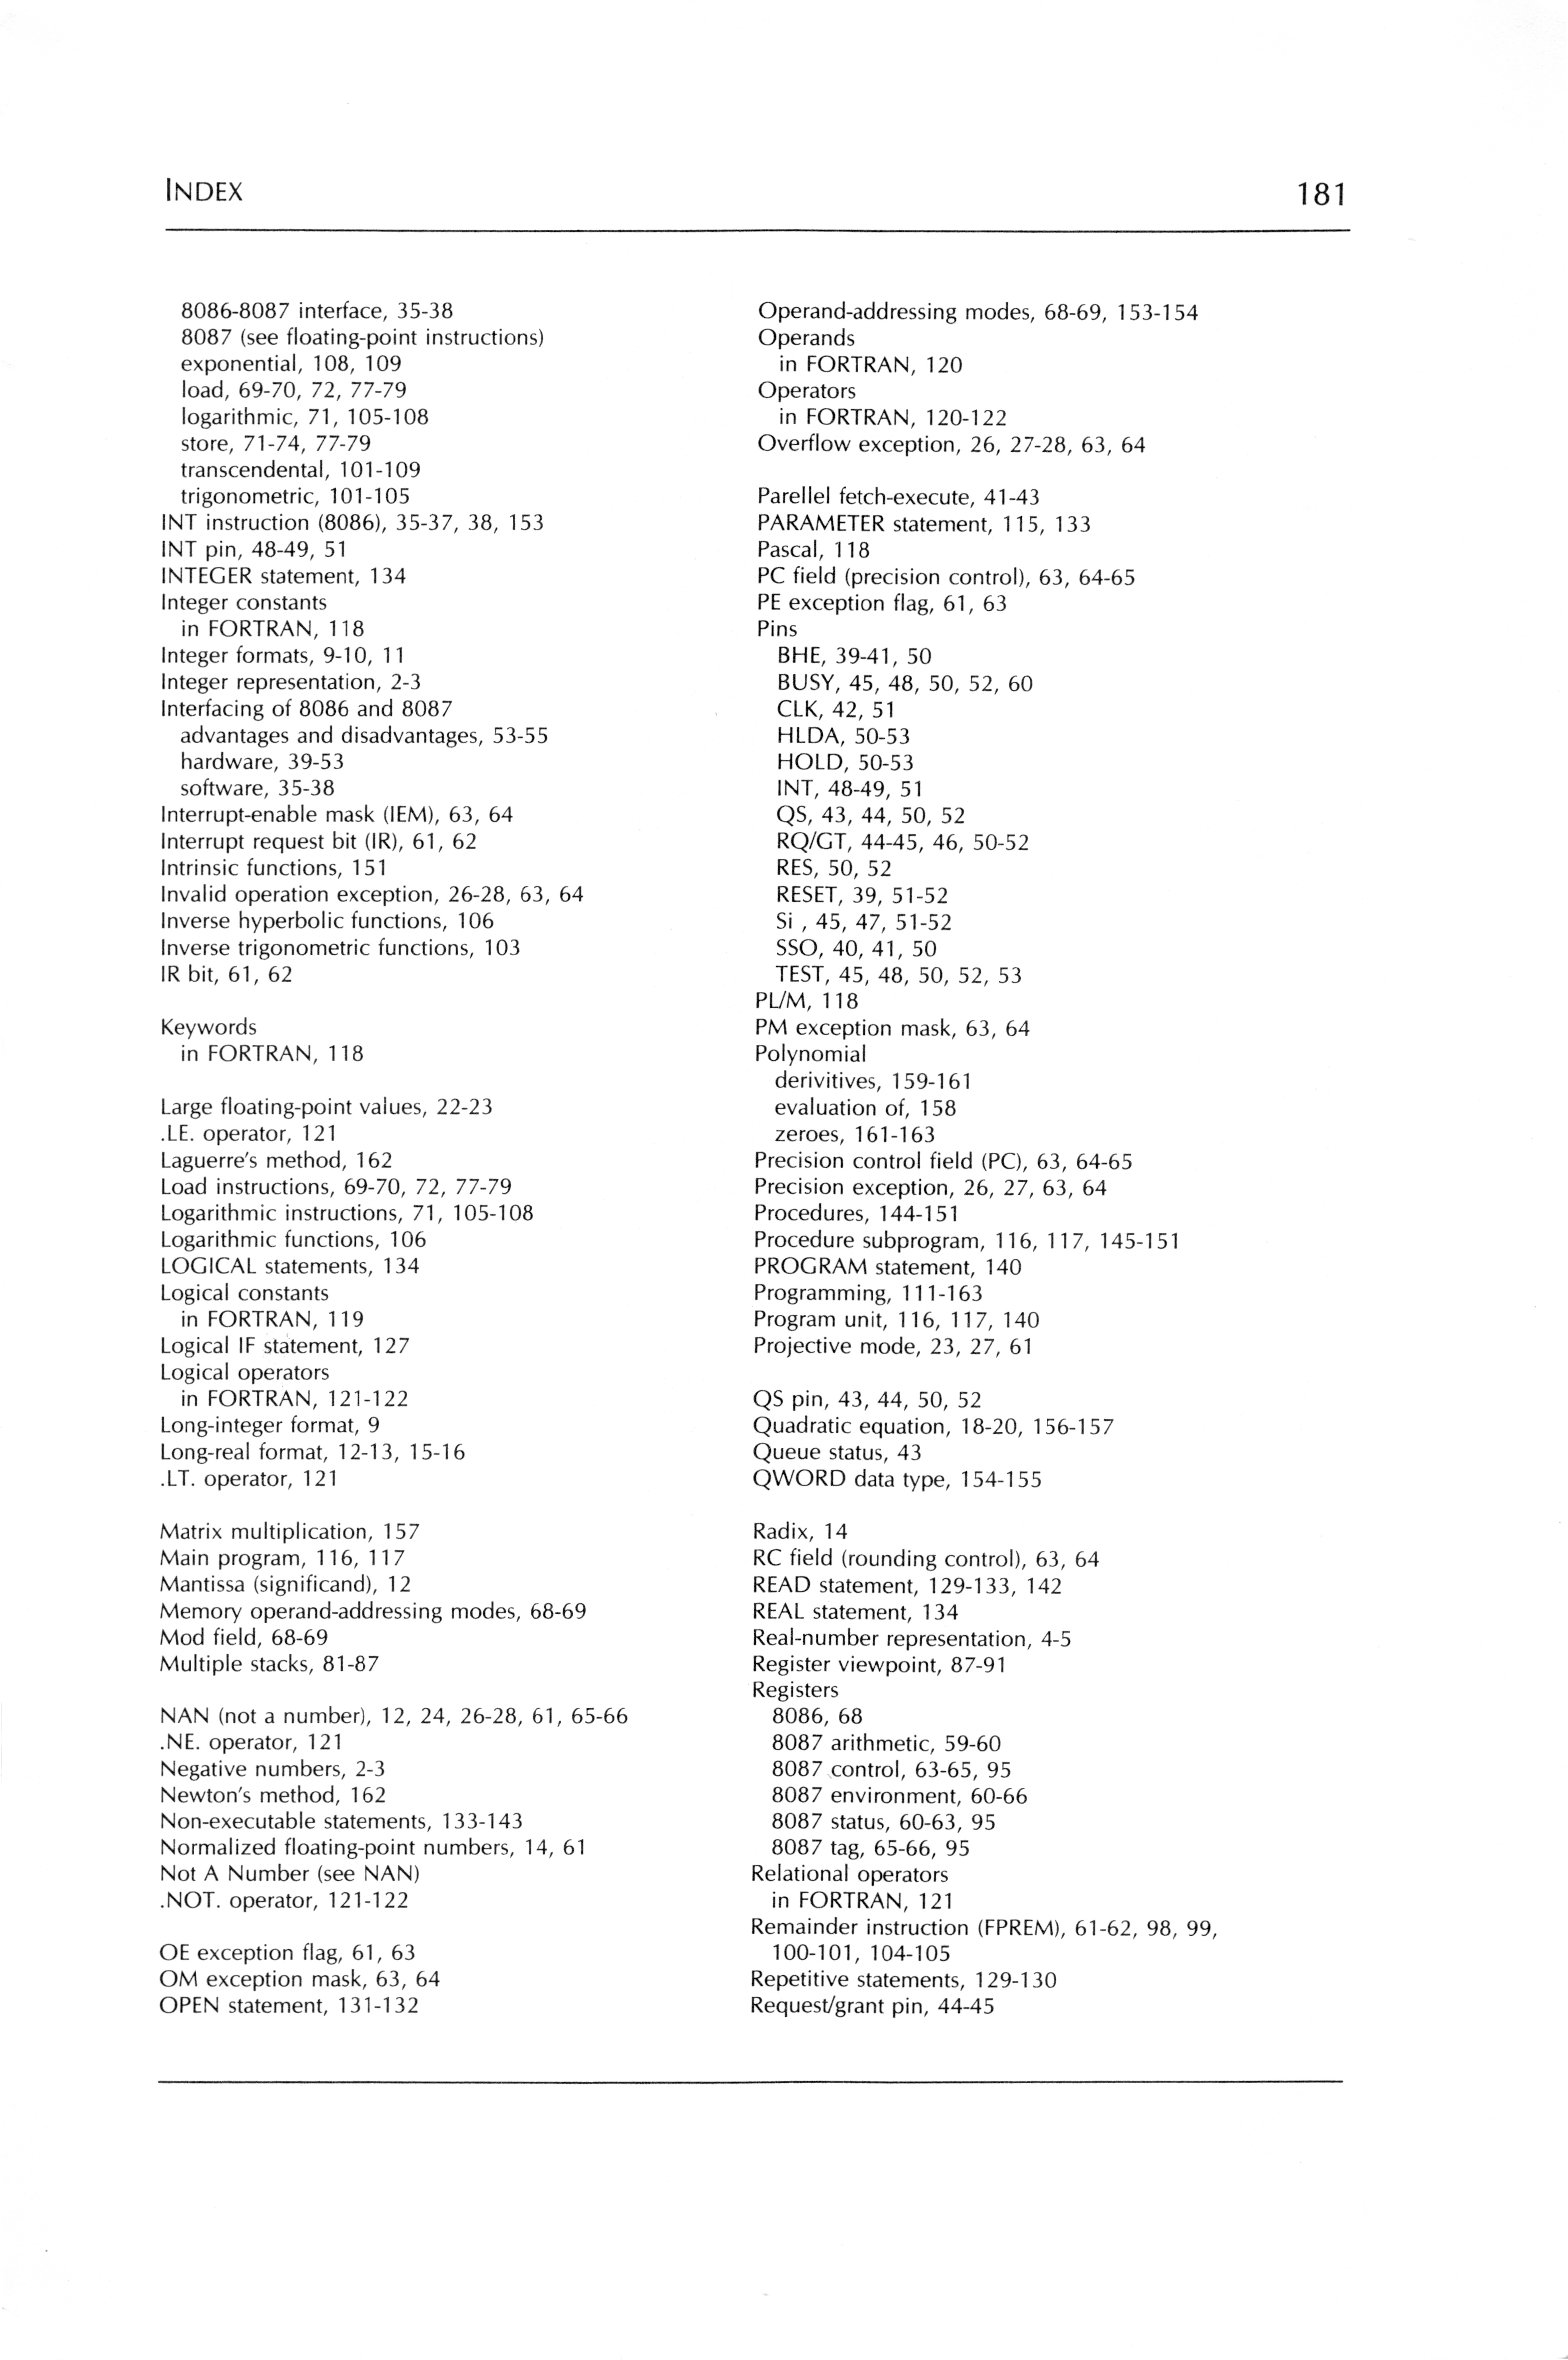 INDEX
181
8086-8087 interface, 35-38
8087 (see floating-point instructions)
exponential, 108, 109
load, 69-70, 72, 77-79
logarithmic, 71, 105-108
store, 71-74, 77-79
transcendental, 101-109
trigonometric, 101-105
INT instruction (8086), 35-37, 38, 153
INT pin, 48-49, 51
INTEGER statement, 134
Integer constants
in FORTRAN, 118
Integer formats, 9-10, 11
Integer representation, 2-3
Interfacing of 8086 and 8087
advantages and disadvantages, 53-55
hardware, 39-53
software, 35-38
Interrupt-enable mask (IEM), 63, 64
Interrupt request bit (IR), 61, 62
Intrinsic functions, 151
Invalid operation exception, 26-28, 63, 64
Inverse hyperbolic functions, 106
Inverse trigonometric functions, 103
IR bit, 61, 62
Keywords
in FORTRAN, 118
Large floating-point values, 22-23
.LE. operator, 121
Laguerre's method, 162
Load instructions, 69-70, 72, 77-79
Logarithmic instructions, 71, 105-108
Logarithmic functions, 106
LOGICAL statements, 134
Logical constants
in FORTRAN, 119
Logical IF statement, 127
Logical operators
in FORTRAN, 121-122
Long-integer format, 9
Long-real format, 12-13, 15-16
.LT. operator, 121
Matrix multiplication, 157
Main program, 116, 117
Mantissa (significand), 12
Memory operand-addressing modes, 68-69
Mod field, 68-69
Multiple stacks, 81-87
NAN (not a number), 12, 24, 26-28, 61, 65-66
.NE. operator, 121
Negative numbers, 2-3
Newton's method, 162
Non-executable statements, 133-143
Normalized floating-point numbers, 14, 61
Not A Number (see NAN)
.NOT. operator, 121-122
OE exception flag, 61, 63
OM exception mask, 63, 64
OPEN statement, 131-132
Operand-addressing modes, 68-69, 153-154
Operands
in FORTRAN, 120
Operators
in FORTRAN, 120-122
Overflow exception, 26, 27-28, 63, 64
Parellel fetch-execute, 41-43
PARAMETER statement, 115, 133
Pascal, 118
PC field (precision control), 63, 64-65
PE exception flag, 61, 63
Pins
BHE, 39-41, 50
BUSY, 45, 48, 50, 52, 60
CLK, 42, 51
HLDA, 50-53
HOLD, 50-53
INT, 48-49, 51
QS, 43, 44, 50, 52
RQ/GT, 44-45, 46, 50-52
RES, 50, 52
RESET, 39, 51-52
Si , 45, 47, 51-52
SSO, 40, 41, 50
TEST, 45, 48, 50, 52, 53
PL/M, 118
PM exception mask, 63, 64
Polynomial
derivitives, 159-161
evaluation of, 158
zeroes, 161-163
Precision control field (PC), 63, 64-65
Precision exception, 26, 27, 63, 64
Procedures, 144-151
Procedure subprogram, 116, 117, 145-151
PROGRAM statement, 140
Programming, 111-163
Program unit, 116, 117, 140
Projective mode, 23, 27, 61
QS pin, 43, 44, 50, 52
Quadratic equation, 18-20, 156-157
Queue status, 43
QWORD data type, 154-155
Radix, 14
RC field (rounding control), 63, 64
READ statement, 129-133, 142
REAL statement, 134
Real-number representation, 4-5
Register viewpoint, 87-91
Registers
8086, 68
8087 arithmetic, 59-60
8087 control, 63-65, 95
8087 environment, 60-66
8087 status, 60-63, 95
8087 tag, 65-66, 95
Relational operators
in FORTRAN, 121
Remainder instruction (FPREM), 61-62, 98, 99,
100-101, 104-105
Repetitive statements, 129-130
Request/grant pin, 44-45